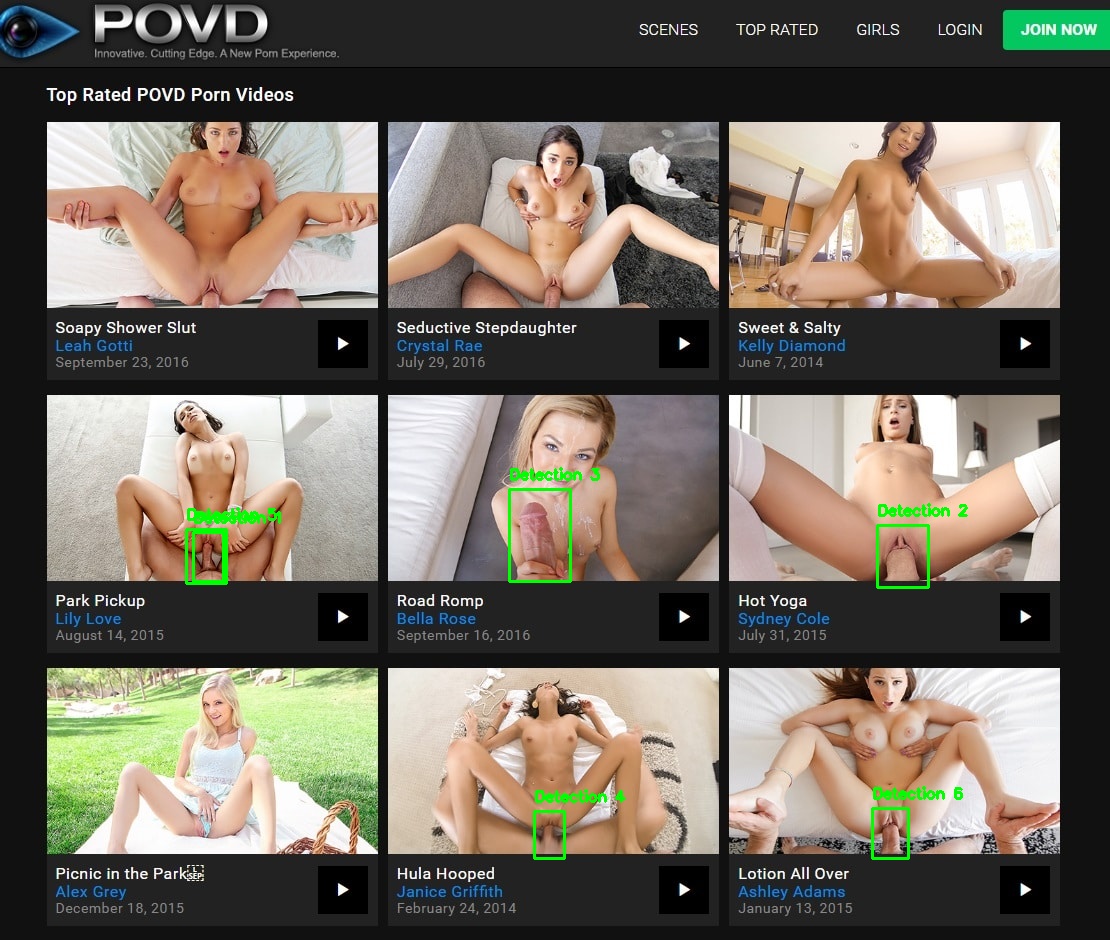 POVD
Innovative. Cutting Edge. A New Porn Experience.
SCENES
TOP RATED
GIRLS
LOGIN
JOIN NOW
Top Rated POVD Porn Videos
Soapy Shower Slut
Leah Gotti
September 23, 2016
Seductive Stepdaughter
Crystal Rae
July 29, 2016
Sweet & Salty
Kelly Diamond
June 7, 2014
Detection 3
Detection 2
Detection 5
Park Pickup
Lily Love
August 14, 2015
Road Romp
Bella Rose
September 16, 2016
Hot Yoga
Sydney Cole
July 31, 2015
Detection 4
Detection 6
Picnic in the Park
Alex Grey
December 18, 2015
Hula Hooped
Janice Griffith
February 24, 2014
Lotion All Over
Ashley Adams
January 13, 2015